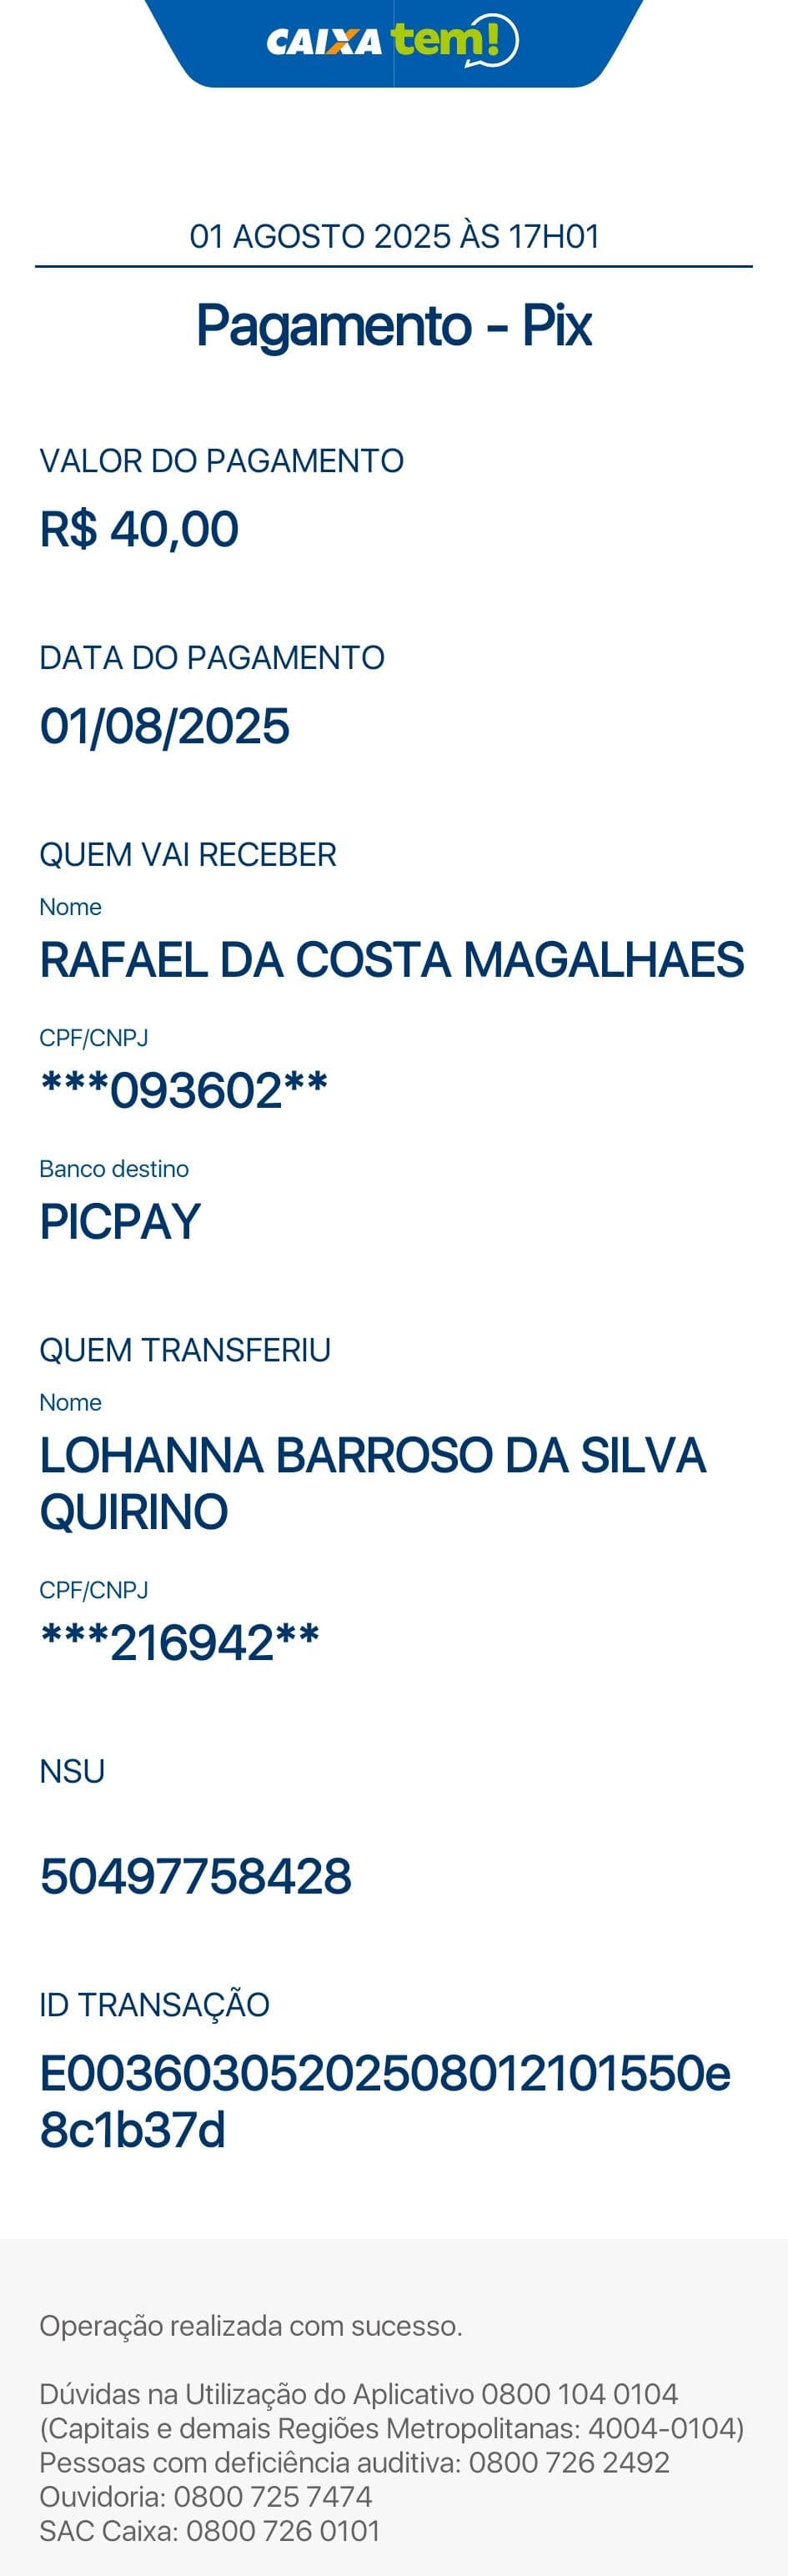 CAIXA tem!
01 AGOSTO 2025 ÀS 17H01
Pagamento - Pix
VALOR DO PAGAMENTO
R$ 40,00
DATA DO PAGAMENTO
01/08/2025
QUEM VAI RECEBER
Nome
RAFAEL DA COSTA MAGALHAES
CPF/CNPJ
***093602**
Banco destino
PICPAY
QUEM TRANSFERIU
Nome
LOHANNA BARROSO DA SILVA
QUIRINO
CPF/CNPJ
***216942**
NSU
50497758428
ID TRANSAÇÃO
E00360305202508012101550e
8c1b37d
Operação realizada com sucesso.
Dúvidas na Utilização do Aplicativo 0800 104 0104
(Capitais e demais Regiões Metropolitanas: 4004-0104)
Pessoas com deficiência auditiva: 0800 726 2492
Ouvidoria: 0800 725 7474
SAC Caixa: 0800 726 0101